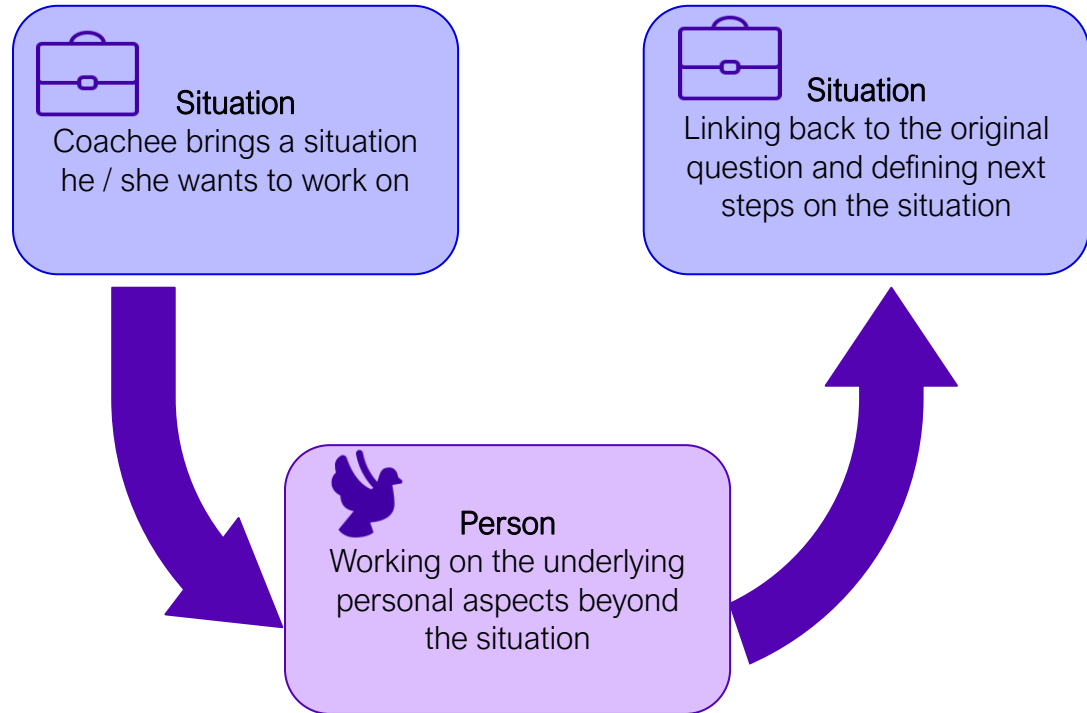 Situation
Coachee brings a situation
he / she wants to work on
Situation
Linking back to the original
question and defining next
steps on the situation
Person
Working on the underlying
personal aspects beyond
the situation